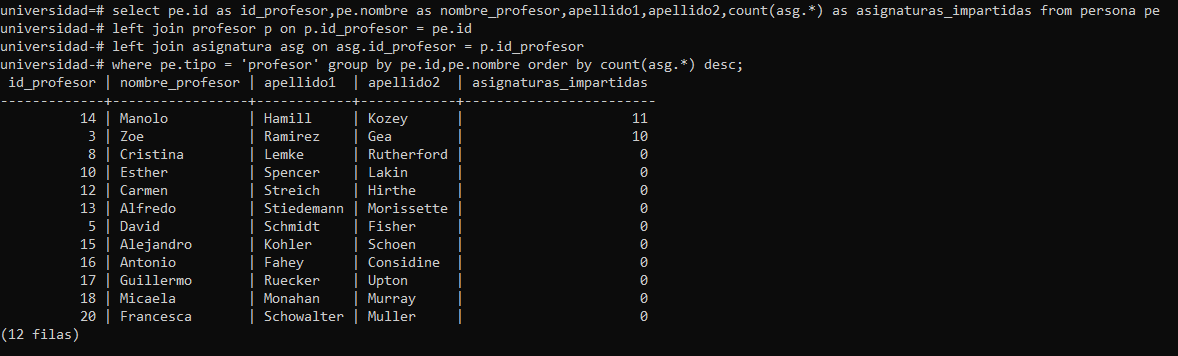 universidad=# select pe.id as id_profesor,pe.nombre as nombre_profesor,apellido1,apellido2,count(asg.*) as asignaturas_impartidas from persona pe
universidad-# left join profesor p on p.id_profesor = pe.id
universidad-# left join asignatura asg on asg.id_profesor = p.id_profesor
universidad-# where pe.tipo = 'profesor' group by pe.id,pe.nombre order by count(asg.*) desc;
 id_profesor | nombre_profesor | apellido1  | apellido2  | asignaturas_impartidas
-------------+-----------------+------------+------------+------------------------
          14 | Manolo          | Hamill     | Kozey      |                     11
           3 | Zoe             | Ramirez    | Gea        |                     10
           8 | Cristina        | Lemke      | Rutherford |                      0
          10 | Esther          | Spencer    | Lakin      |                      0
          12 | Carmen          | Streich    | Hirthe     |                      0
          13 | Alfredo         | Stiedemann | Morissette |                      0
           5 | David           | Schmidt    | Fisher     |                      0
          15 | Alejandro       | Kohler     | Schoen     |                      0
          16 | Antonio         | Fahey      | Considine  |                      0
          17 | Guillermo       | Ruecker    | Upton      |                      0
          18 | Micaela         | Monahan    | Murray     |                      0
          20 | Francesca       | Schowalter | Muller     |                      0
(12 filas)